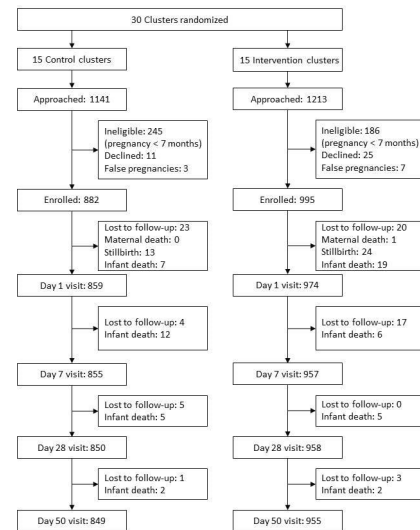 30 Clusters randomized
15 Control clusters
15 Intervention clusters
Approached: 1141
Approached: 1213
Ineligible: 245
(pregnancy < 7 months)
Declined: 11
False pregnancies: 3
Ineligible: 186
(pregnancy < 7 months)
Declined: 25
False pregnancies: 7
Enrolled: 882
Enrolled: 995
Lost to follow-up: 23
Maternal death: 0
Stillbirth: 13
Infant death: 7
Lost to follow-up: 20
Maternal death: 1
Stillbirth: 24
Infant death: 19
Day 1 visit: 859
Day 1 visit: 974
Lost to follow-up: 4
Infant death: 12
Lost to follow-up: 17
Infant death: 6
Day 7 visit: 855
Day 7 visit: 957
Lost to follow-up: 5
Infant death: 5
Lost to follow-up: 0
Infant death: 5
Day 28 visit: 850
Day 28 visit: 958
Lost to follow-up: 1
Infant death: 2
Lost to follow-up: 3
Infant death: 2
Day 50 visit: 849
Day 50 visit: 955